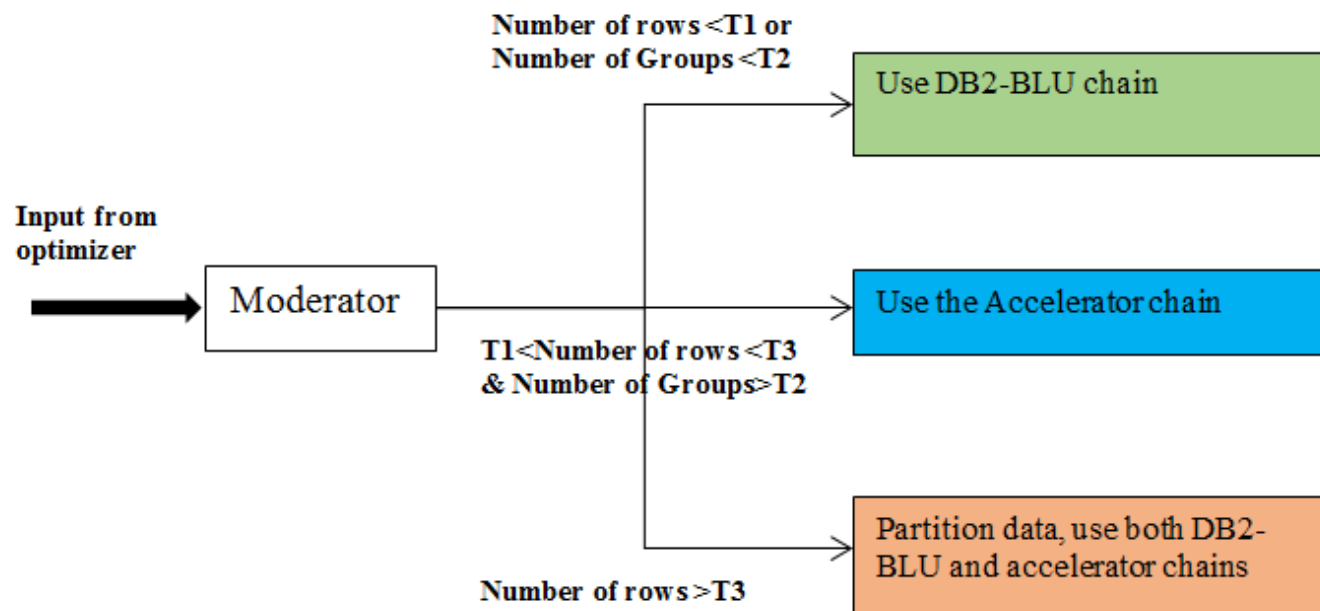 Number of rows <T1 or
Number of Groups <T2
Use DB2-BLU chain
Input from
optimizer
Moderator
Use the Accelerator chain
T1<Number of rows <T3
& Number of Groups>T2
Partition data, use both DB2-
BLU and accelerator chains
Number of rows >T3